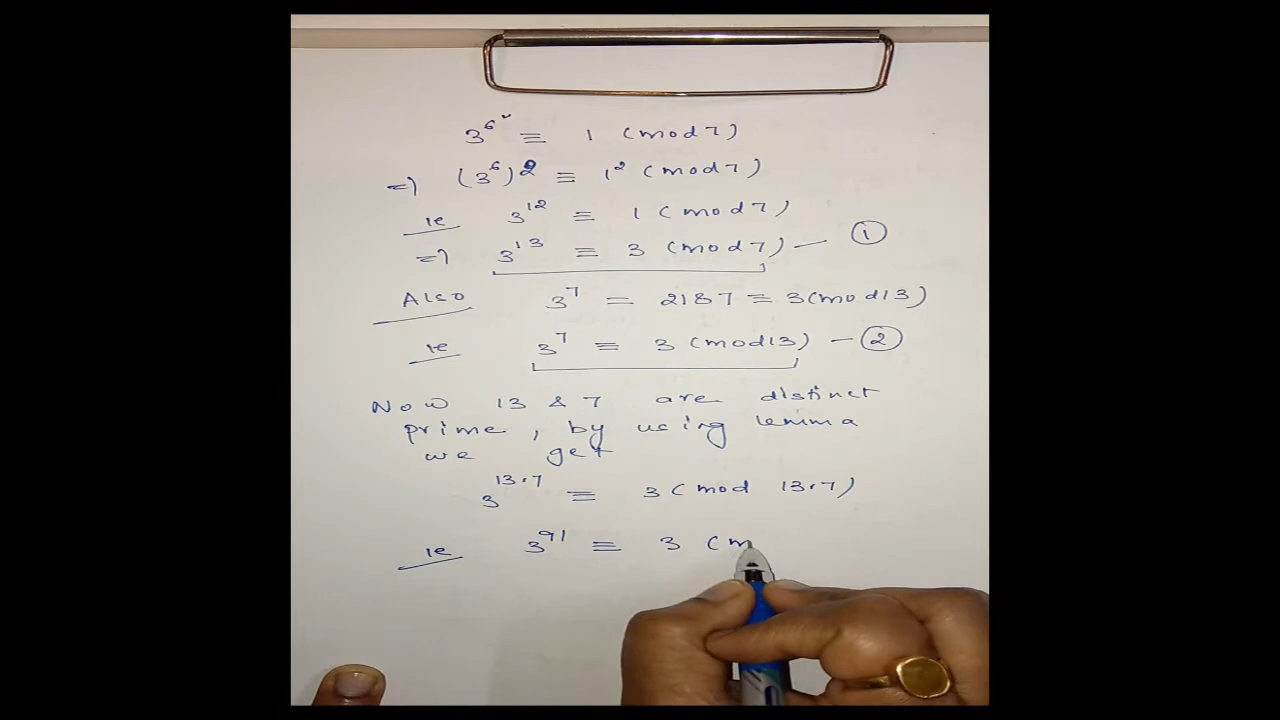 3^6 ≡ 1 (mod 7)
⇒ (3^6)^2 ≡ 1^2 (mod 7)
ie 3^12 ≡ 1 (mod 7)
⇒ 3^13 ≡ 3 (mod 7) — ①
Also 3^7 = 2187 ≡ 3 (mod 13)
ie 3^7 ≡ 3 (mod 13) — ②
Now 13 & 7 are distinct
prime, by using lemma
we get
3^13.7 ≡ 3 (mod 13.7)
ie 3^91 ≡ 3 (m